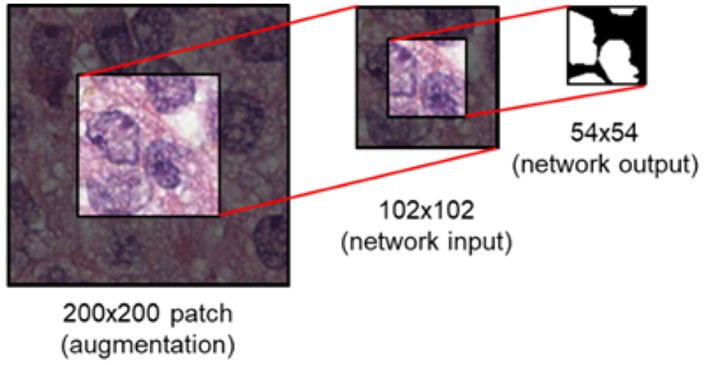 54x54
(network output)
102x102
(network input)
200x200 patch
(augmentation)